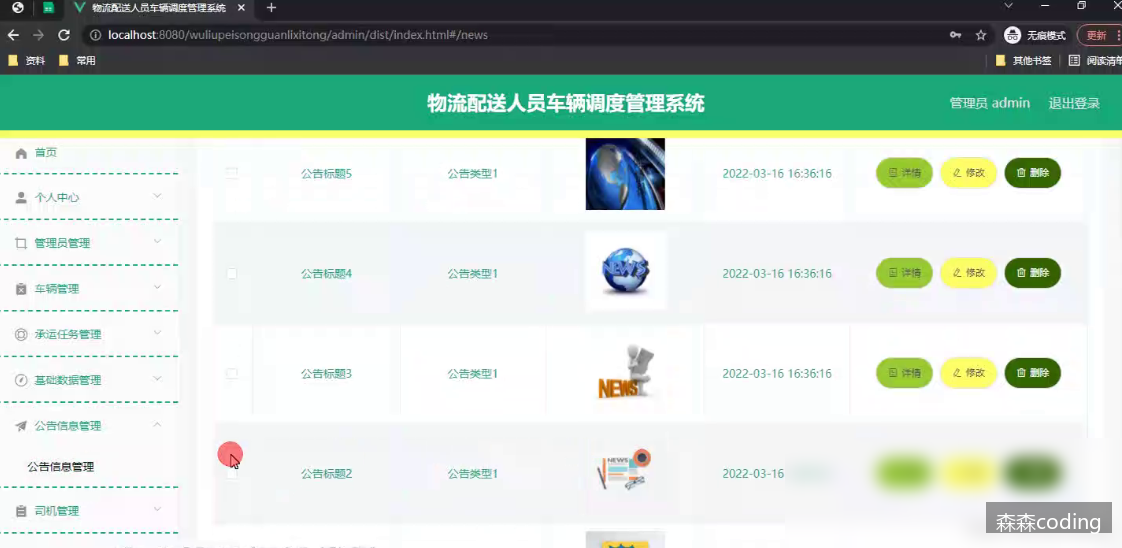 物流配送人员车辆调度管理系统
localhost:8080/wuliupeisongguanlixitong/admin/dist/index.html#/news
无痕模式
更新
资料
常用
其他书签
阅读清单
物流配送人员车辆调度管理系统
管理员 admin
退出登录
首页
个人中心
管理员管理
车辆管理
承运任务管理
基础数据管理
公告信息管理
公告信息管理
司机管理
公告标题5 公告类型1 2022-03-16 16:36:16 详情 修改 删除
公告标题4 公告类型1 NEWS 2022-03-16 16:36:16 详情 修改 删除
公告标题3 公告类型1 NEWS 2022-03-16 16:36:16 详情 修改 删除
公告标题2 公告类型1 NEWS 2022-03-16
森森coding